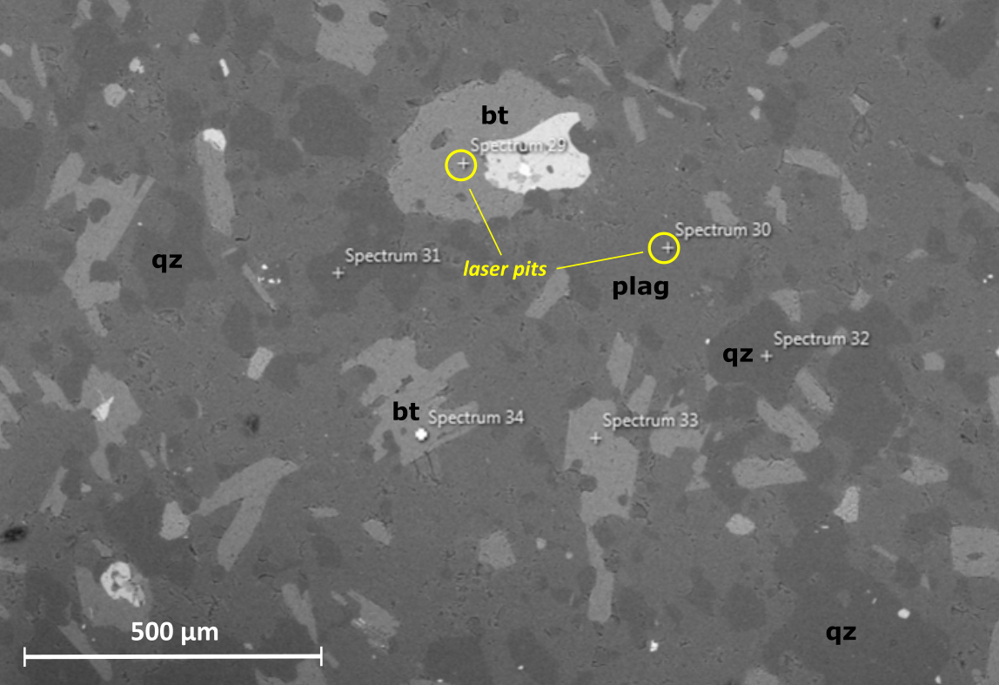 bt
Spectrum 29
Spectrum 30
qz
Spectrum 31
laser pits
plag
Spectrum 32
qz
bt
Spectrum 34
Spectrum 33
500 µm
qz